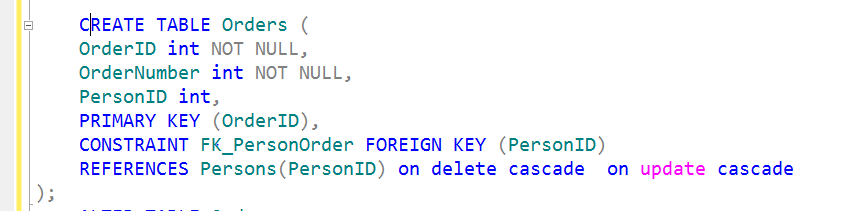 CREATE TABLE Orders (
OrderID int NOT NULL,
OrderNumber int NOT NULL,
PersonID int,
PRIMARY KEY (OrderID),
CONSTRAINT FK_PersonOrder FOREIGN KEY (PersonID)
REFERENCES Persons(PersonID) on delete cascade  on update cascade
);